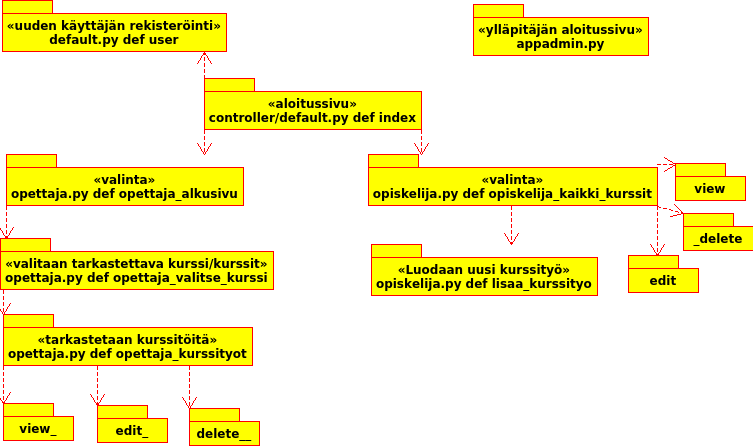 «uuden käyttäjän rekisteröinti»
default.py def user
«ylläpitäjän aloitussivu»
appadmin.py
«aloitussivu»
controller/default.py def index
«valinta»
opettaja.py def opettaja_alkusivu
«valinta»
opiskelija.py def opiskelija_kaikki_kurssit
view
_delete
edit
«valitaan tarkastettava kurssi/kurssit»
opettaja.py def opettaja_valitse_kurssi
«Luodaan uusi kurssityö»
opiskelija.py def lisaa_kurssityo
«tarkastetaan kurssitöitä»
opettaja.py def opettaja_kurssityot
view_
edit_
delete__